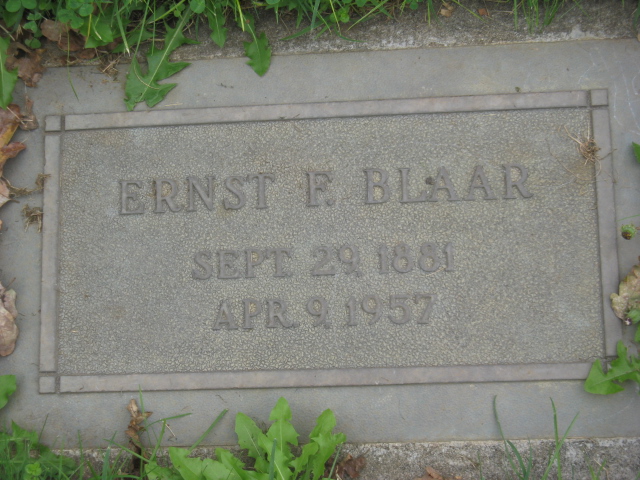 ERNST F. BLAAR
SEPT. 29, 1881
APR. 9, 1957